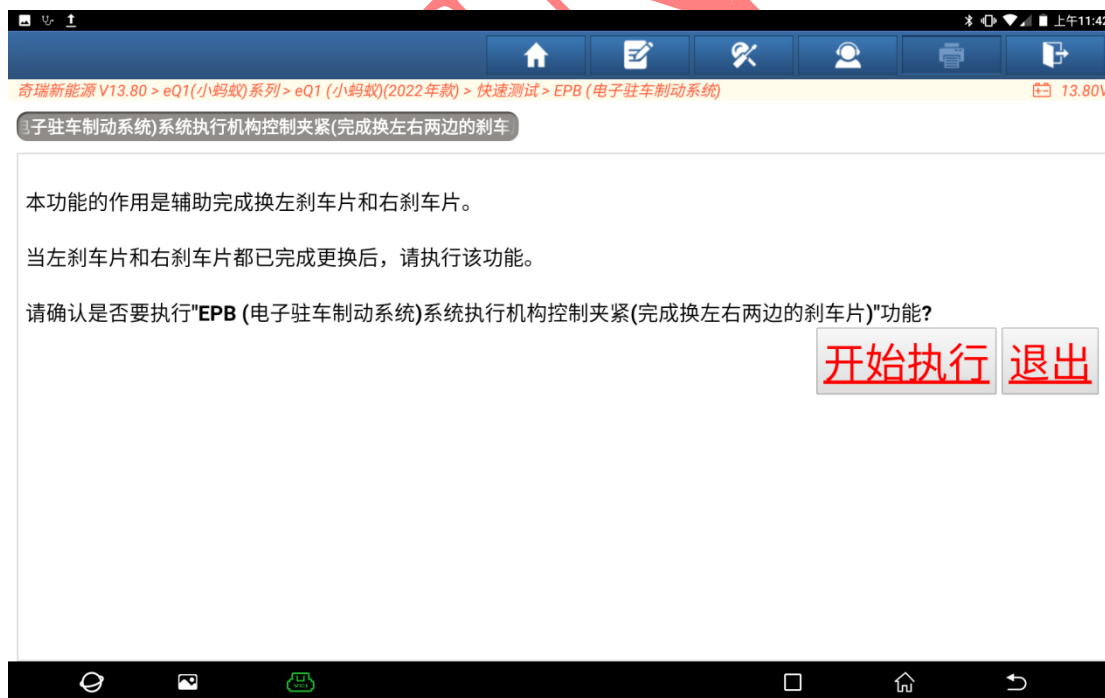 上午11:42
奇瑞新能源 V13.80 > eQ1(小蚂蚁)系列 > eQ1 (小蚂蚁)(2022年款) > 快速测试 > EPB (电子驻车制动系统)
13.80V
子驻车制动系统)系统执行机构控制夹紧(完成换左右两边的刹车
本功能的作用是辅助完成换左刹车片和右刹车片。
当左刹车片和右刹车片都已完成更换后，请执行该功能。
请确认是否要执行"EPB (电子驻车制动系统)系统执行机构控制夹紧(完成换左右两边的刹车片)"功能?
开始执行 退出
VCI